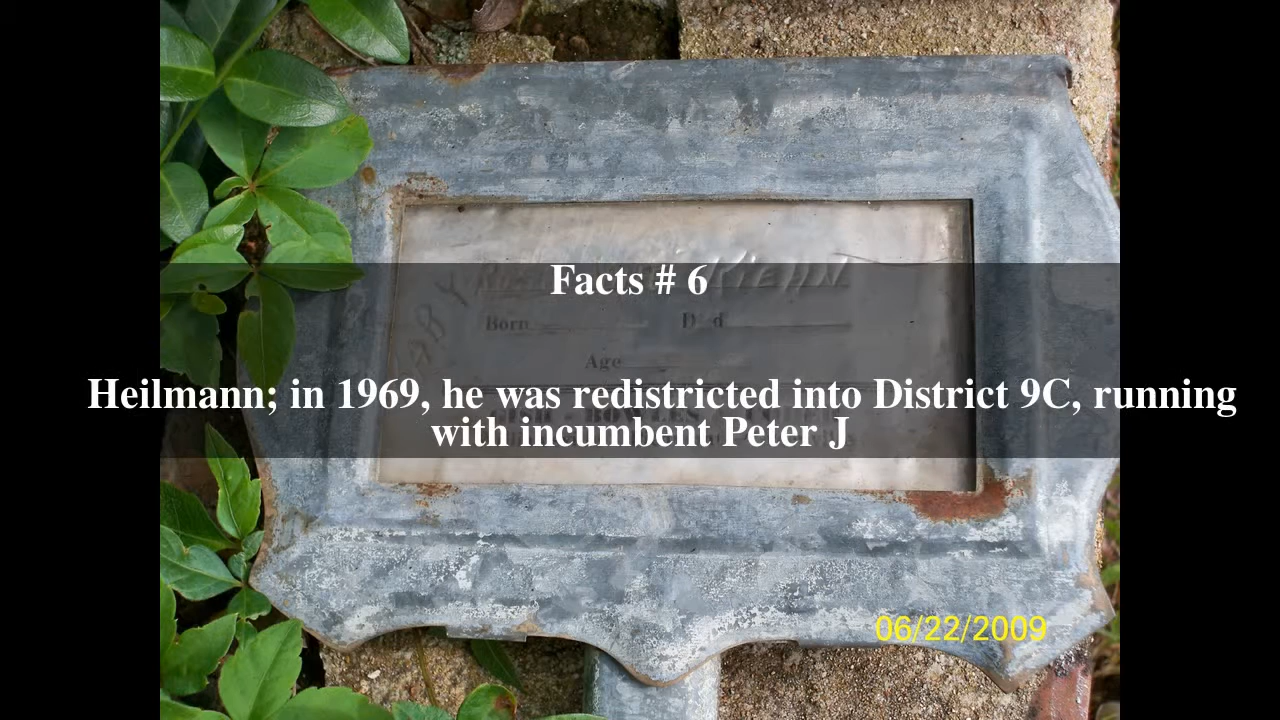 Facts # 6
Born
Age
Heilmann; in 1969, he was redistricted into District 9C, running
with incumbent Peter J
06/22/2009